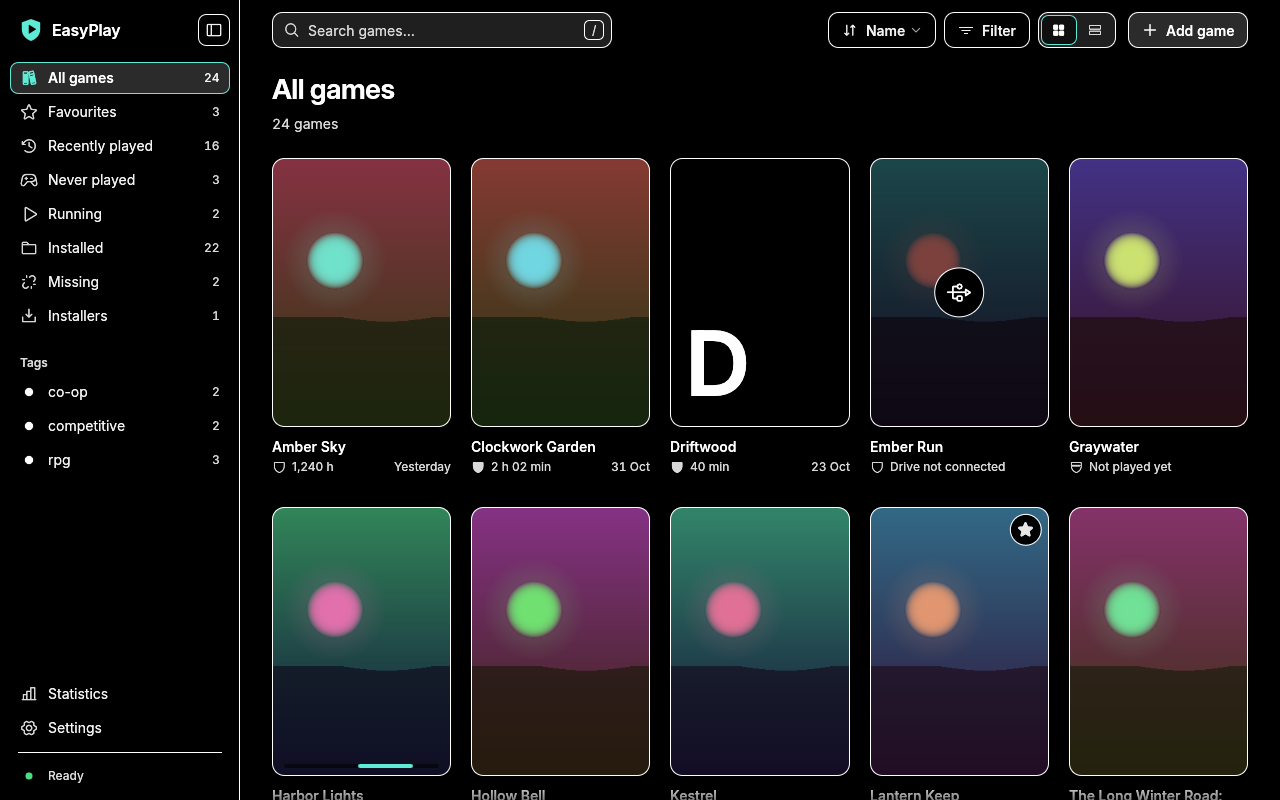 EasyPlay
Search games...
/
Name
Filter
Add game
All games 24
Favourites 3
Recently played 16
Never played 3
Running 2
Installed 22
Missing 2
Installers 1
Tags
co-op 2
competitive 2
rpg 3
Statistics
Settings
Ready
All games
24 games
D
Amber Sky
1,240 h Yesterday
Clockwork Garden
2 h 02 min 31 Oct
Driftwood
40 min 23 Oct
Ember Run
Drive not connected
Graywater
Not played yet
Harbor Lights
Hollow Bell
Kestrel
Lantern Keep
The Long Winter Road: